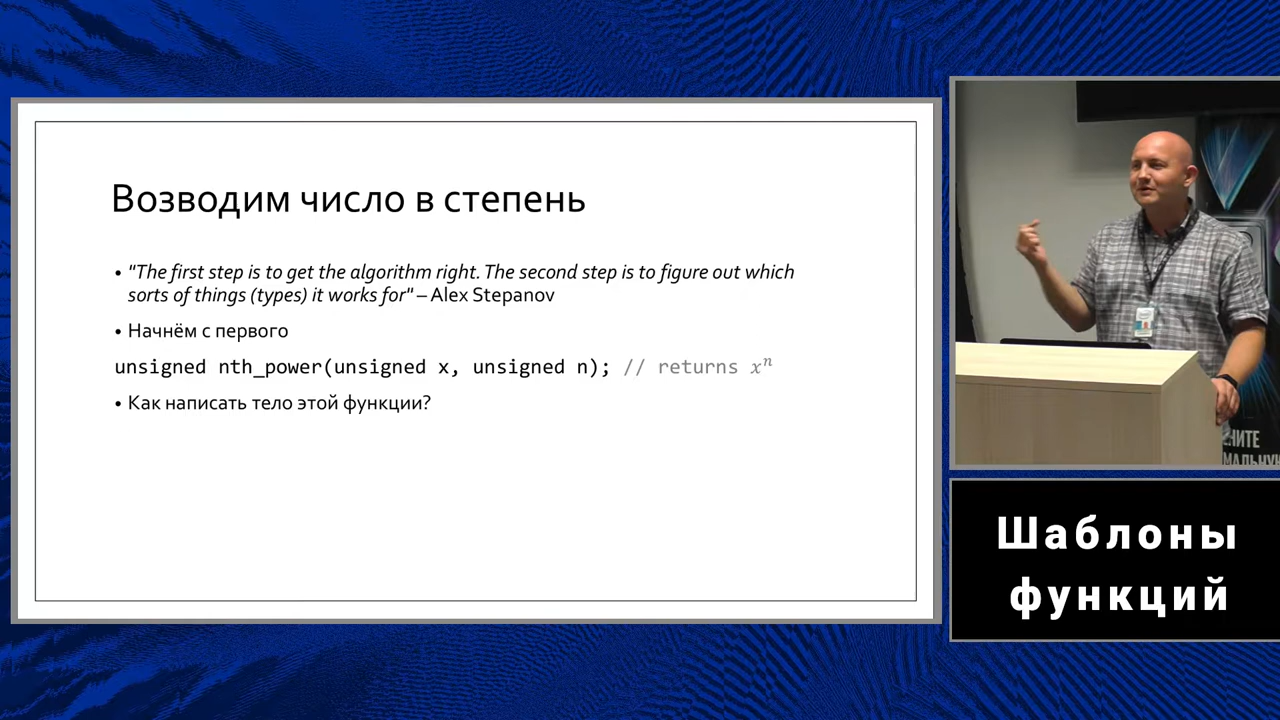 Возводим число в степень
• "The first step is to get the algorithm right. The second step is to figure out which
sorts of things (types) it works for" – Alex Stepanov
• Начнём с первого
unsigned nth_power(unsigned x, unsigned n); // returns xⁿ
• Как написать тело этой функции?
Шаблоны
функций